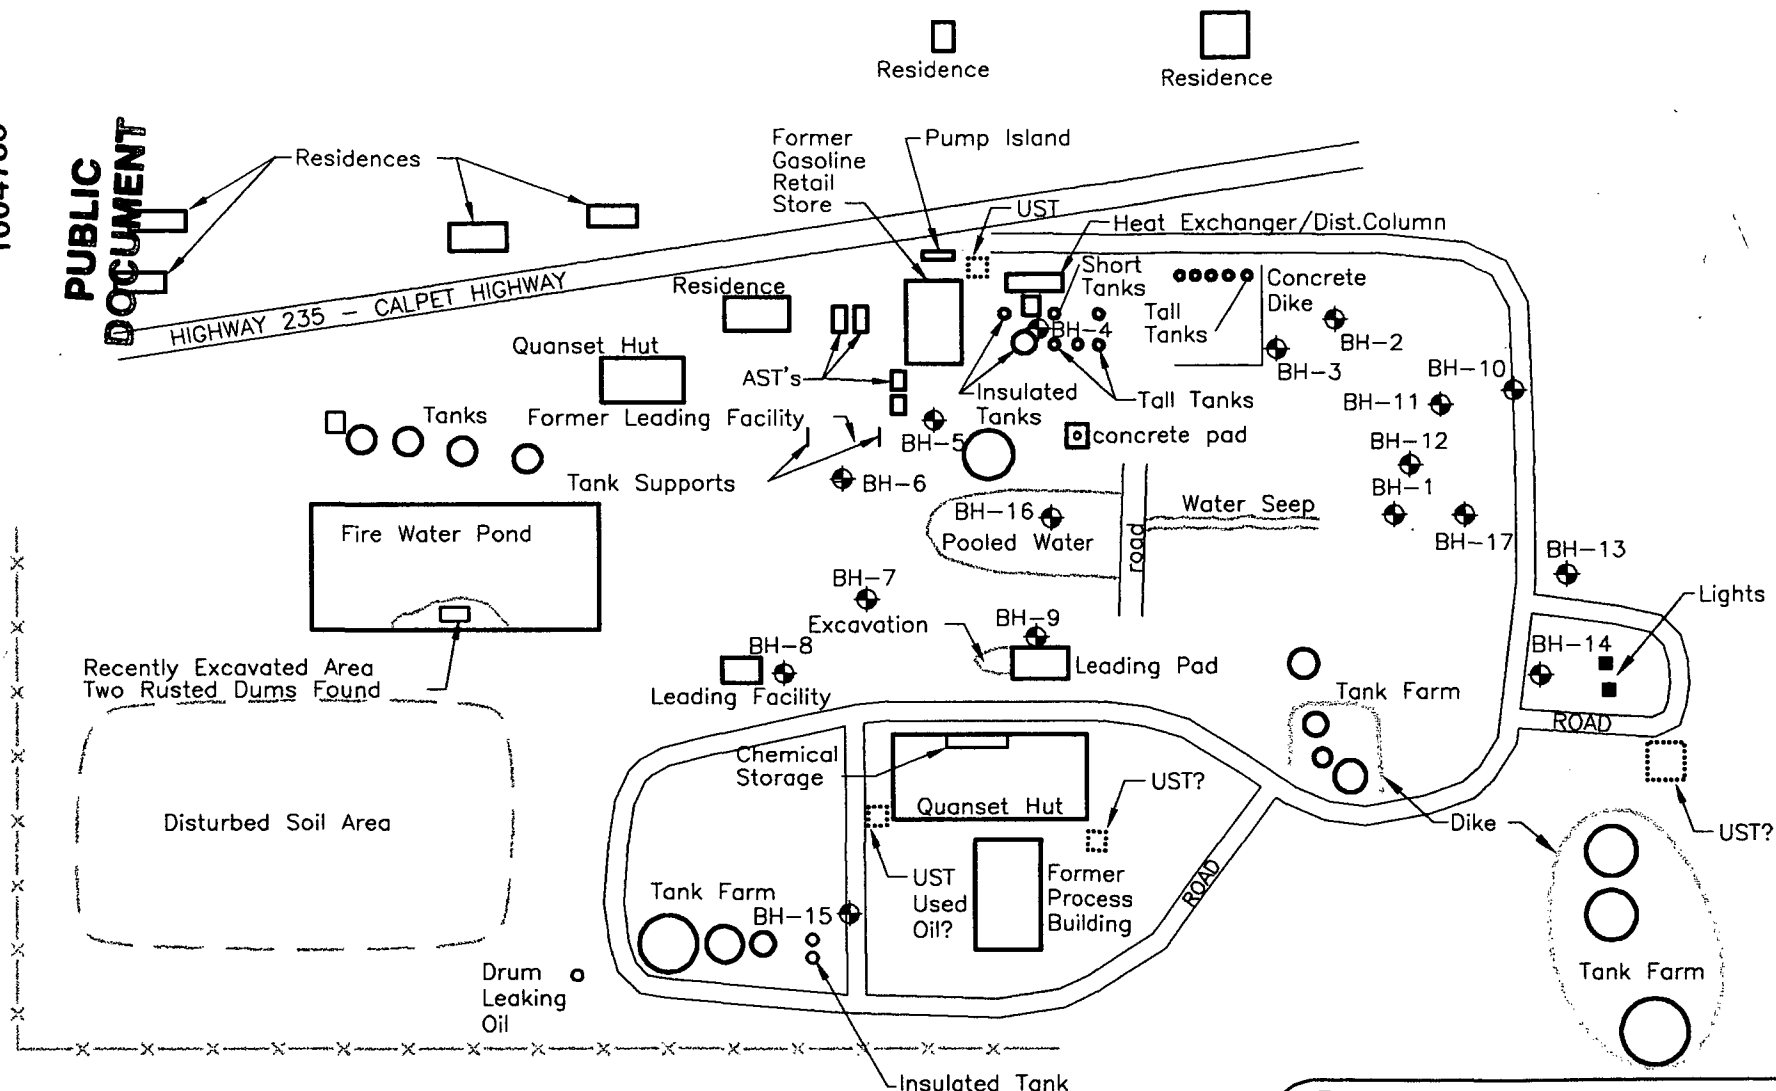 Residence
Residence
PUBLIC
DOCUMENT
Residences
Former
Gasoline
Retail
Store
Pump Island
UST
Heat Exchanger/Dist.Column
HIGHWAY 235 - CALPET HIGHWAY
Residence
Short
Tanks
Concrete
Dike
Tall
Tanks
BH-4
BH-2
BH-3
BH-10
Quanset Hut
AST's
Insulated
Tanks
Tall Tanks
BH-11
Tanks
Former Leading Facility
BH-5
concrete pad
BH-12
Tank Supports
BH-6
BH-1
Fire Water Pond
BH-16
Pooled Water
road
Water Seep
BH-17
BH-13
BH-7
Lights
Excavation
BH-9
BH-8
BH-14
Recently Excavated Area
Two Rusted Dums Found
Leading Facility
Leading Pad
Tank Farm
ROAD
Chemical
Storage
Quanset Hut
UST?
Disturbed Soil Area
Dike
UST?
UST
Used
Oil?
Former
Process
Building
ROAD
Tank Farm
BH-15
Drum
Leaking
Oil
Tank Farm
Insulated Tank